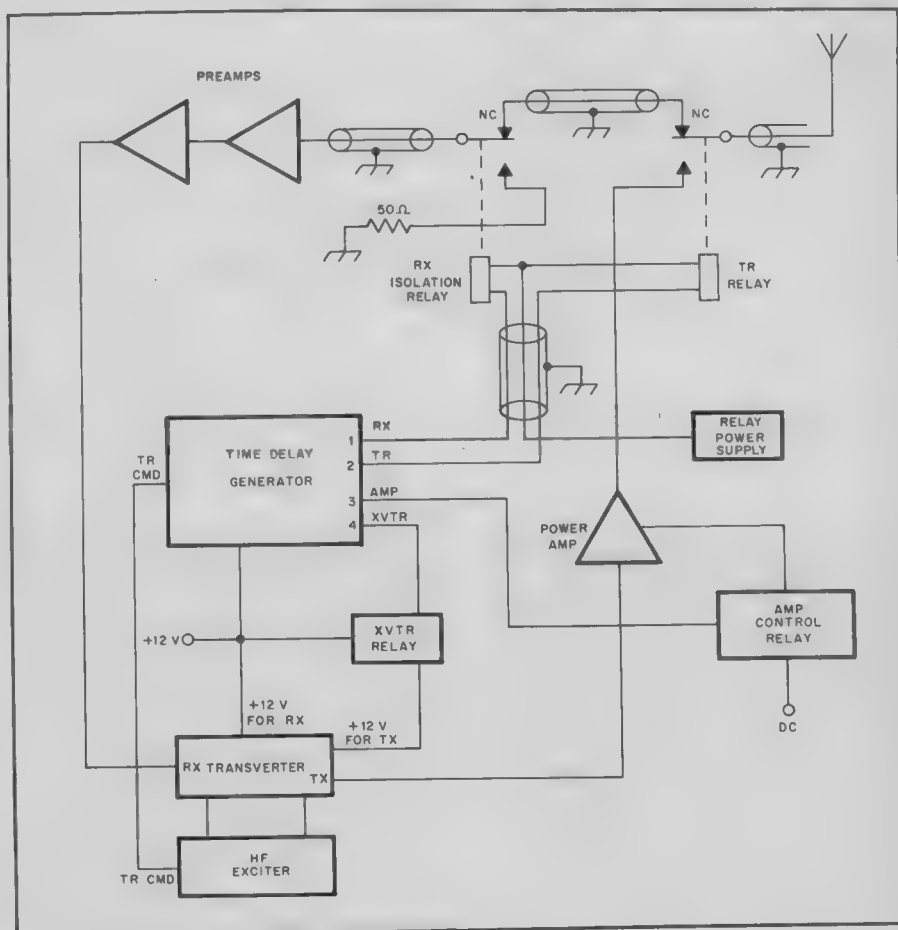 PREAMPS
NC
NC
50Ω
RX
ISOLATION
RELAY
TR
RELAY
TR
CMD
TIME DELAY
GENERATOR
1
2
3
4
RX
TR
AMP
XVTR
RELAY
POWER
SUPPLY
POWER
AMP
+12 V
XVTR
RELAY
AMP
CONTROL
RELAY
+12 V
FOR RX
+12 V
FOR TX
DC
RX TRANSVERTER
TX
HF
EXCITER
TR CMD